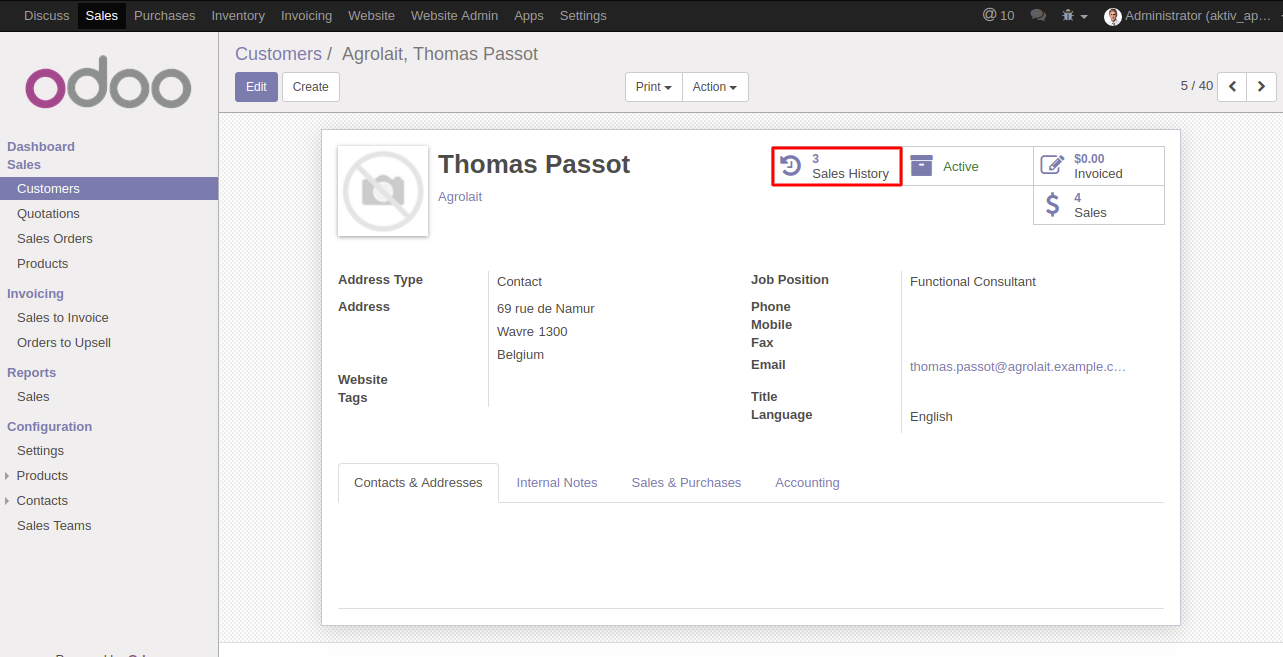 Discuss Sales Purchases Inventory Invoicing Website Website Admin Apps Settings @ 10 Administrator (aktiv_ap…
odoo
Customers / Agrolait, Thomas Passot
Edit Create Print Action 5 / 40
Dashboard
Sales
Customers
Quotations
Sales Orders
Products
Invoicing
Sales to Invoice
Orders to Upsell
Reports
Sales
Configuration
Settings
Products
Contacts
Sales Teams
Thomas Passot
Agrolait
3
Sales History
Active
$0.00
Invoiced
4
Sales
Address Type Contact
Address 69 rue de Namur
Wavre 1300
Belgium
Website
Tags
Job Position Functional Consultant
Phone
Mobile
Fax
Email thomas.passot@agrolait.example.c…
Title
Language English
Contacts & Addresses Internal Notes Sales & Purchases Accounting